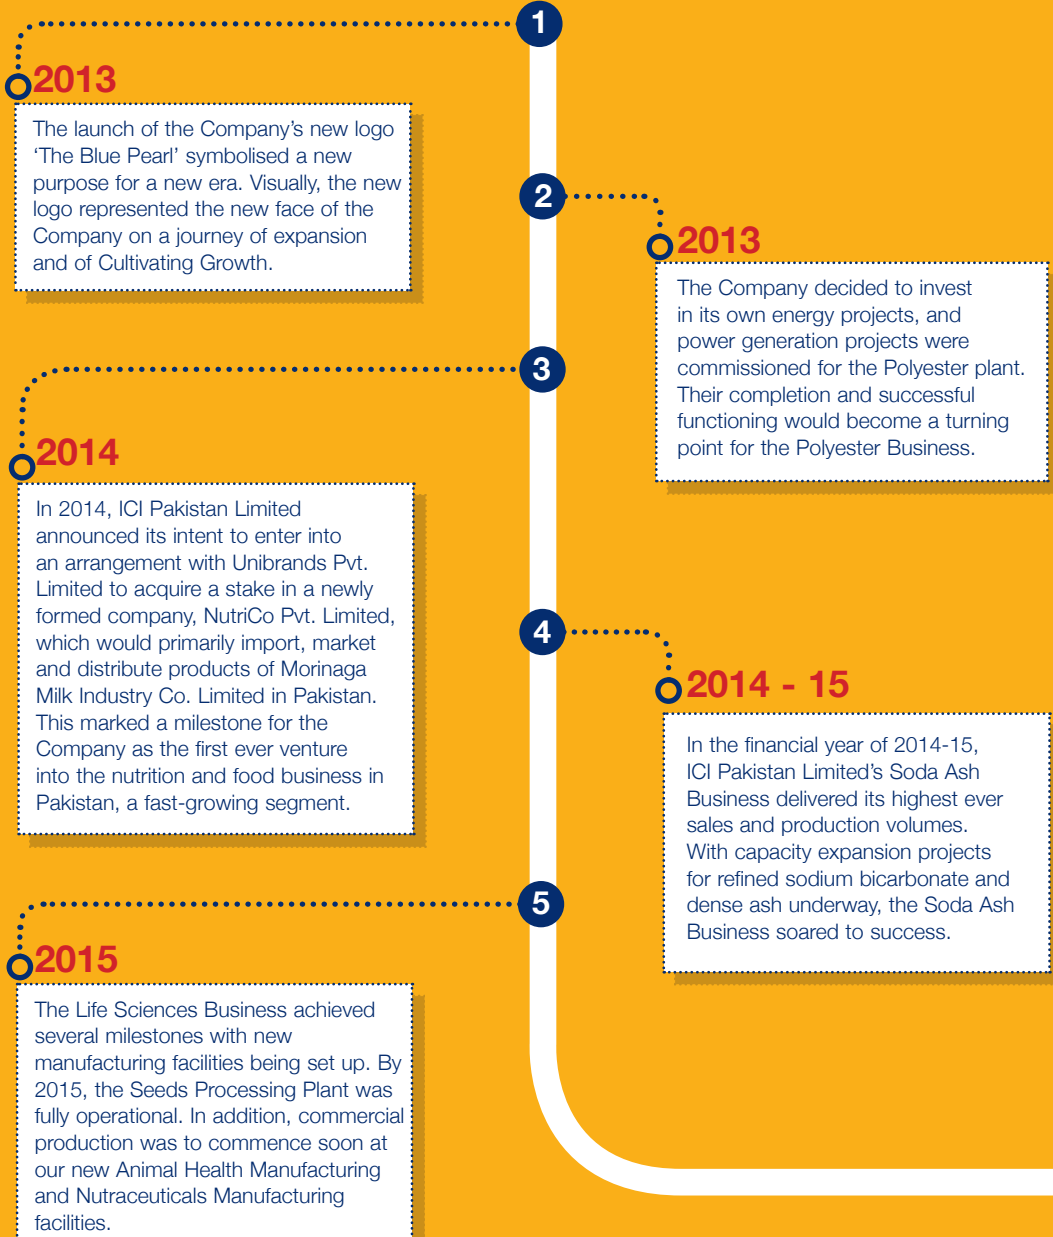 1
2013
The launch of the Company's new logo
‘The Blue Pearl’ symbolised a new
purpose for a new era. Visually, the new
logo represented the new face of the
Company on a journey of expansion
and of Cultivating Growth.
2
2013
The Company decided to invest
in its own energy projects, and
power generation projects were
commissioned for the Polyester plant.
Their completion and successful
functioning would become a turning
point for the Polyester Business.
3
2014
In 2014, ICI Pakistan Limited
announced its intent to enter into
an arrangement with Unibrands Pvt.
Limited to acquire a stake in a newly
formed company, NutriCo Pvt. Limited,
which would primarily import, market
and distribute products of Morinaga
Milk Industry Co. Limited in Pakistan.
This marked a milestone for the
Company as the first ever venture
into the nutrition and food business in
Pakistan, a fast-growing segment.
4
2014 - 15
In the financial year of 2014-15,
ICI Pakistan Limited’s Soda Ash
Business delivered its highest ever
sales and production volumes.
With capacity expansion projects
for refined sodium bicarbonate and
dense ash underway, the Soda Ash
Business soared to success.
5
2015
The Life Sciences Business achieved
several milestones with new
manufacturing facilities being set up. By
2015, the Seeds Processing Plant was
fully operational. In addition, commercial
production was to commence soon at
our new Animal Health Manufacturing
and Nutraceuticals Manufacturing
facilities.